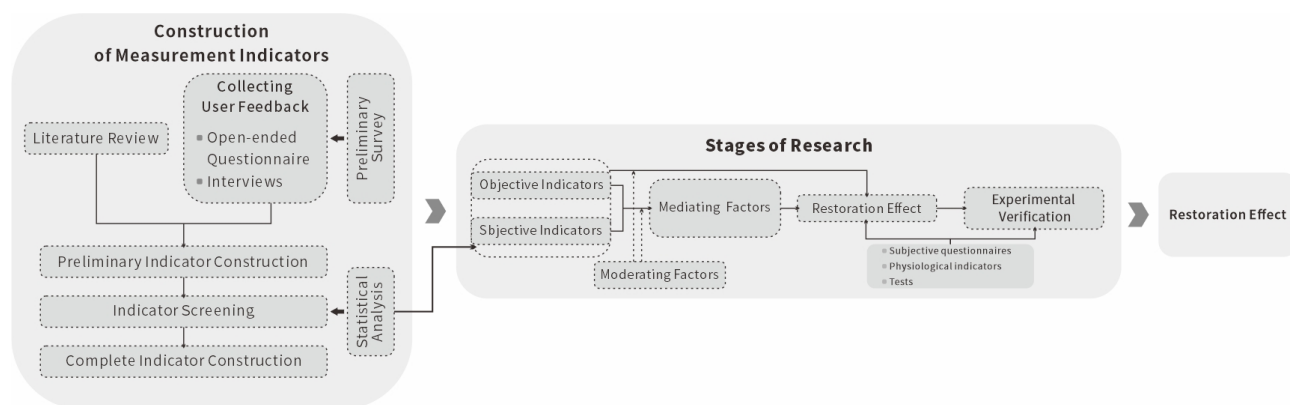 Construction
of Measurement Indicators
Collecting
User Feedback
Open-ended
Questionnaire
Interviews
Literature Review
Preliminary
Survey
Preliminary Indicator Construction
Indicator Screening
Complete Indicator Construction
Statistical
Analysis
Stages of Research
Objective Indicators
Sbjective Indicators
Mediating Factors
Moderating Factors
Restoration Effect
Experimental
Verification
Subjective questionnaires
Physiological indicators
Tests
Restoration Effect